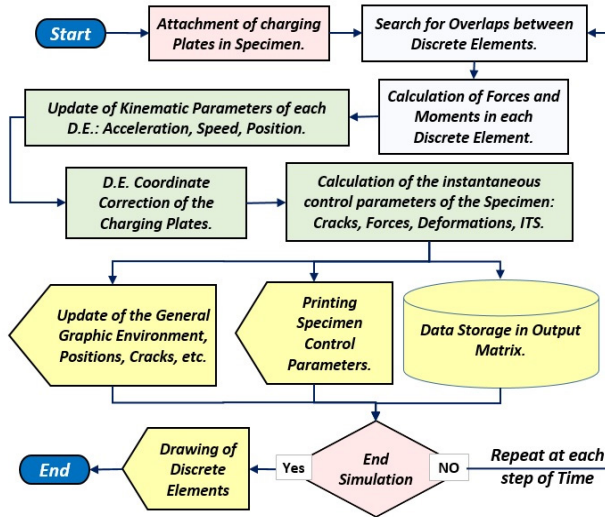 Start
Attachment of charging
Plates in Specimen.
Search for Overlaps between
Discrete Elements.
Update of Kinematic Parameters of each
D.E.: Acceleration, Speed, Position.
Calculation of Forces and
Moments in each
Discrete Element.
D.E. Coordinate
Correction of the
Charging Plates.
Calculation of the instantaneous
control parameters of the Specimen:
Cracks, Forces, Deformations, ITS.
Update of the General
Graphic Environment,
Positions, Cracks, etc.
Printing
Specimen
Control
Parameters.
Data Storage in Output
Matrix.
End
Drawing of
Discrete
Elements
Yes
End
Simulation
NO
Repeat at each
step of Time